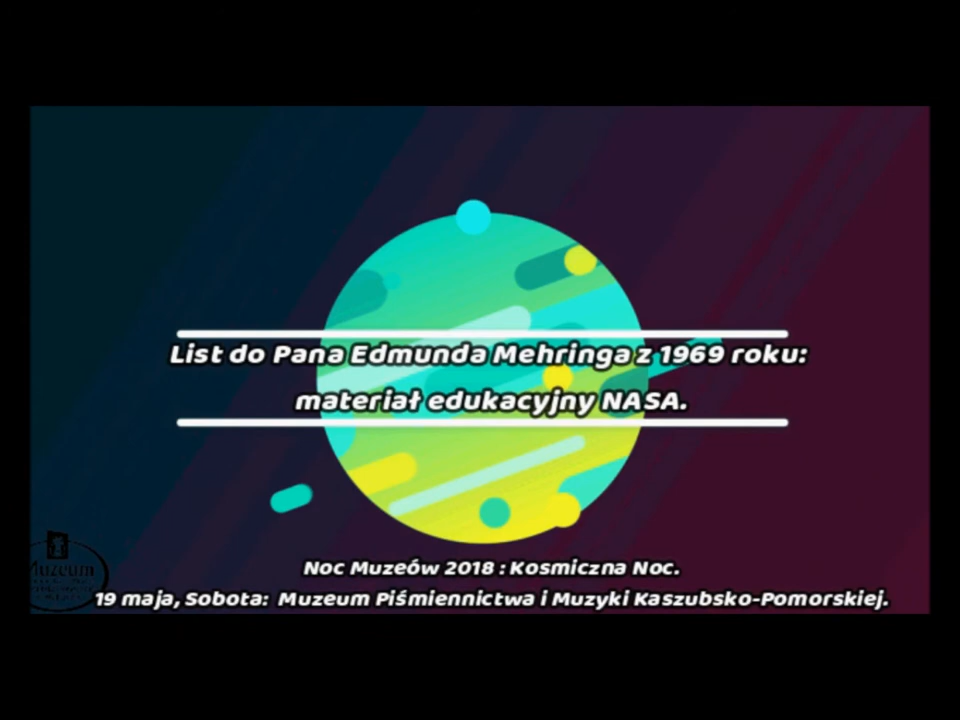 List do Pana Edmunda Mehringa z 1969 roku:
materiał edukacyjny NASA.
Noc Muzeów 2018 : Kosmiczna Noc.
Muzeum
19 maja, Sobota: Muzeum Piśmiennictwa i Muzyki Kaszubsko-Pomorskiej.